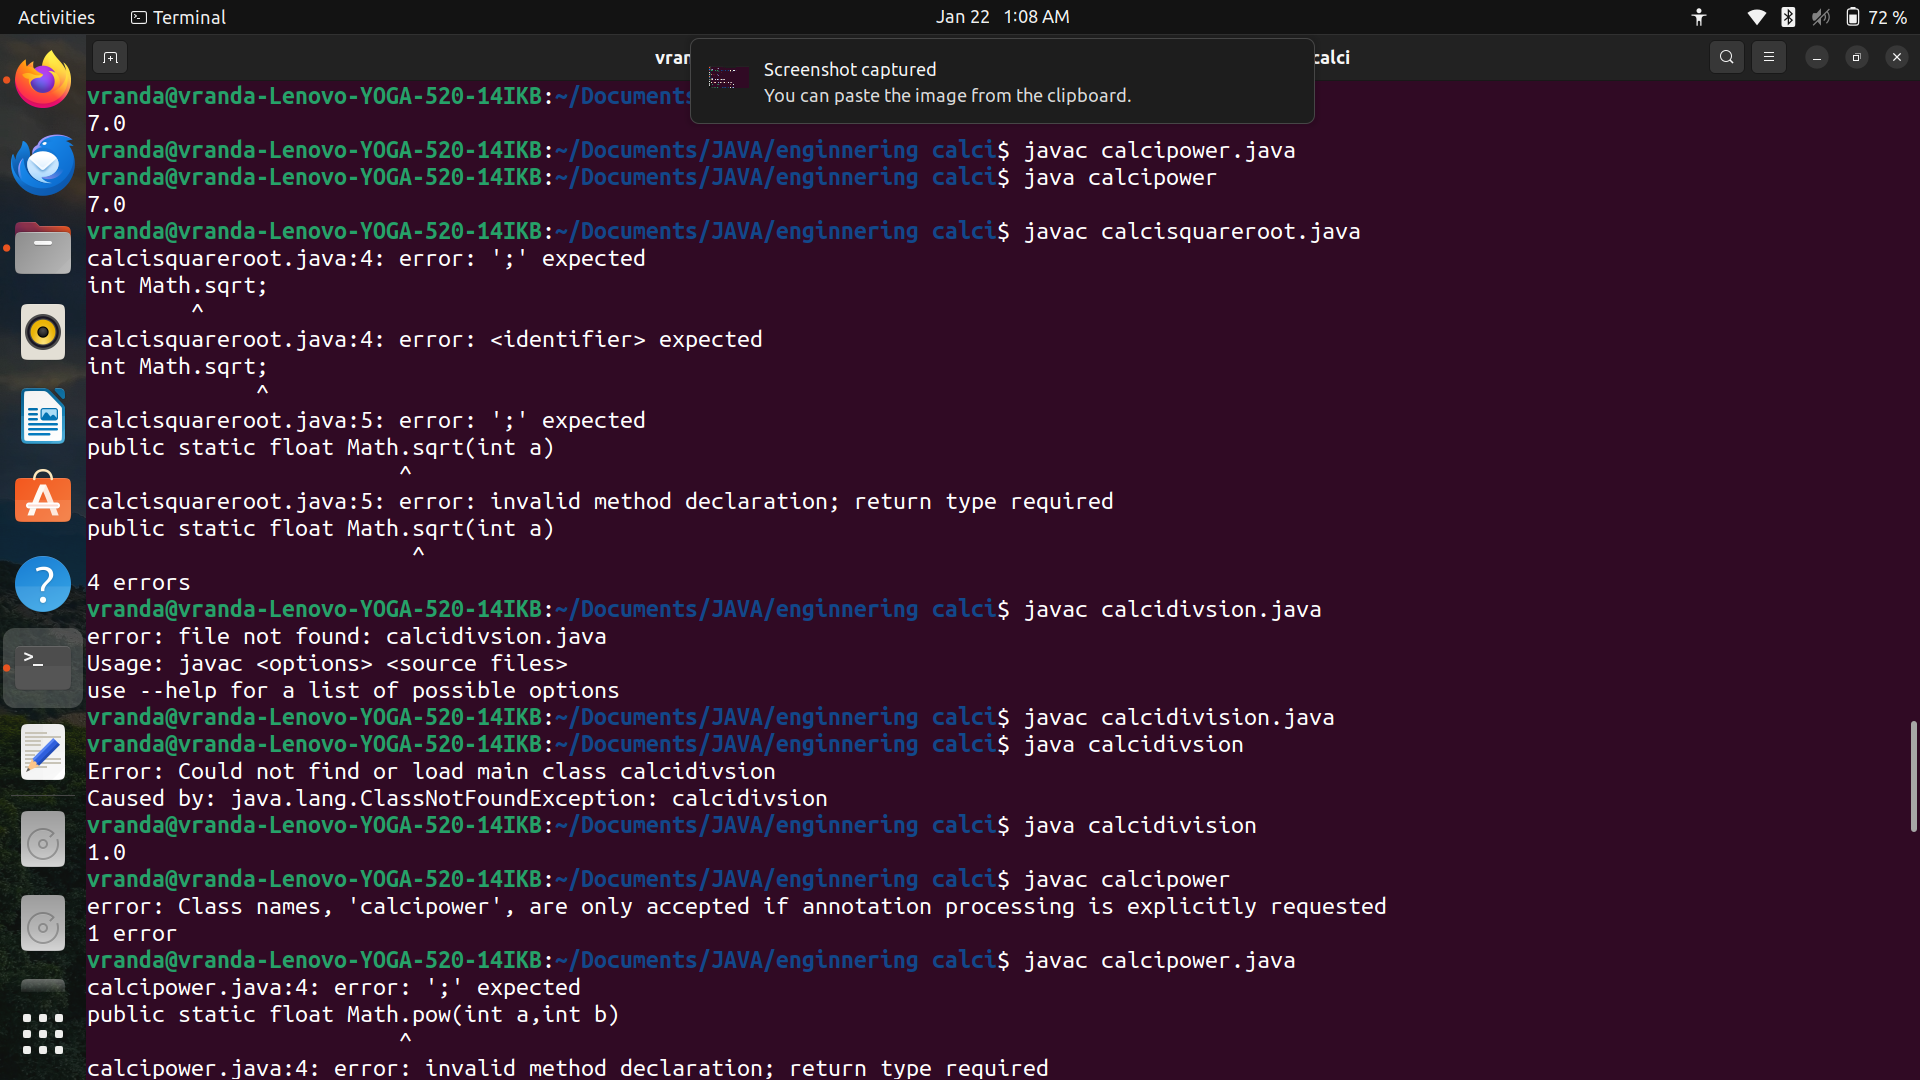 Activities
Terminal
Jan 22 1:08 AM
72 %
vran
calci
Screenshot captured
You can paste the image from the clipboard.
vranda@vranda-Lenovo-YOGA-520-14IKB:~/Documents
7.0
vranda@vranda-Lenovo-YOGA-520-14IKB:~/Documents/JAVA/enginnering calci$ javac calcipower.java
vranda@vranda-Lenovo-YOGA-520-14IKB:~/Documents/JAVA/enginnering calci$ java calcipower
7.0
vranda@vranda-Lenovo-YOGA-520-14IKB:~/Documents/JAVA/enginnering calci$ javac calcisquareroot.java
calcisquareroot.java:4: error: ';' expected
int Math.sqrt;
^
calcisquareroot.java:4: error: <identifier> expected
int Math.sqrt;
^
calcisquareroot.java:5: error: ';' expected
public static float Math.sqrt(int a)
^
calcisquareroot.java:5: error: invalid method declaration; return type required
public static float Math.sqrt(int a)
^
4 errors
vranda@vranda-Lenovo-YOGA-520-14IKB:~/Documents/JAVA/enginnering calci$ javac calcidivsion.java
error: file not found: calcidivsion.java
Usage: javac <options> <source files>
use --help for a list of possible options
vranda@vranda-Lenovo-YOGA-520-14IKB:~/Documents/JAVA/enginnering calci$ javac calcidivision.java
vranda@vranda-Lenovo-YOGA-520-14IKB:~/Documents/JAVA/enginnering calci$ java calcidivsion
Error: Could not find or load main class calcidivsion
Caused by: java.lang.ClassNotFoundException: calcidivsion
vranda@vranda-Lenovo-YOGA-520-14IKB:~/Documents/JAVA/enginnering calci$ java calcidivision
1.0
vranda@vranda-Lenovo-YOGA-520-14IKB:~/Documents/JAVA/enginnering calci$ javac calcipower
error: Class names, 'calcipower', are only accepted if annotation processing is explicitly requested
1 error
vranda@vranda-Lenovo-YOGA-520-14IKB:~/Documents/JAVA/enginnering calci$ javac calcipower.java
calcipower.java:4: error: ';' expected
public static float Math.pow(int a,int b)
^
calcipower.java:4: error: invalid method declaration; return type required